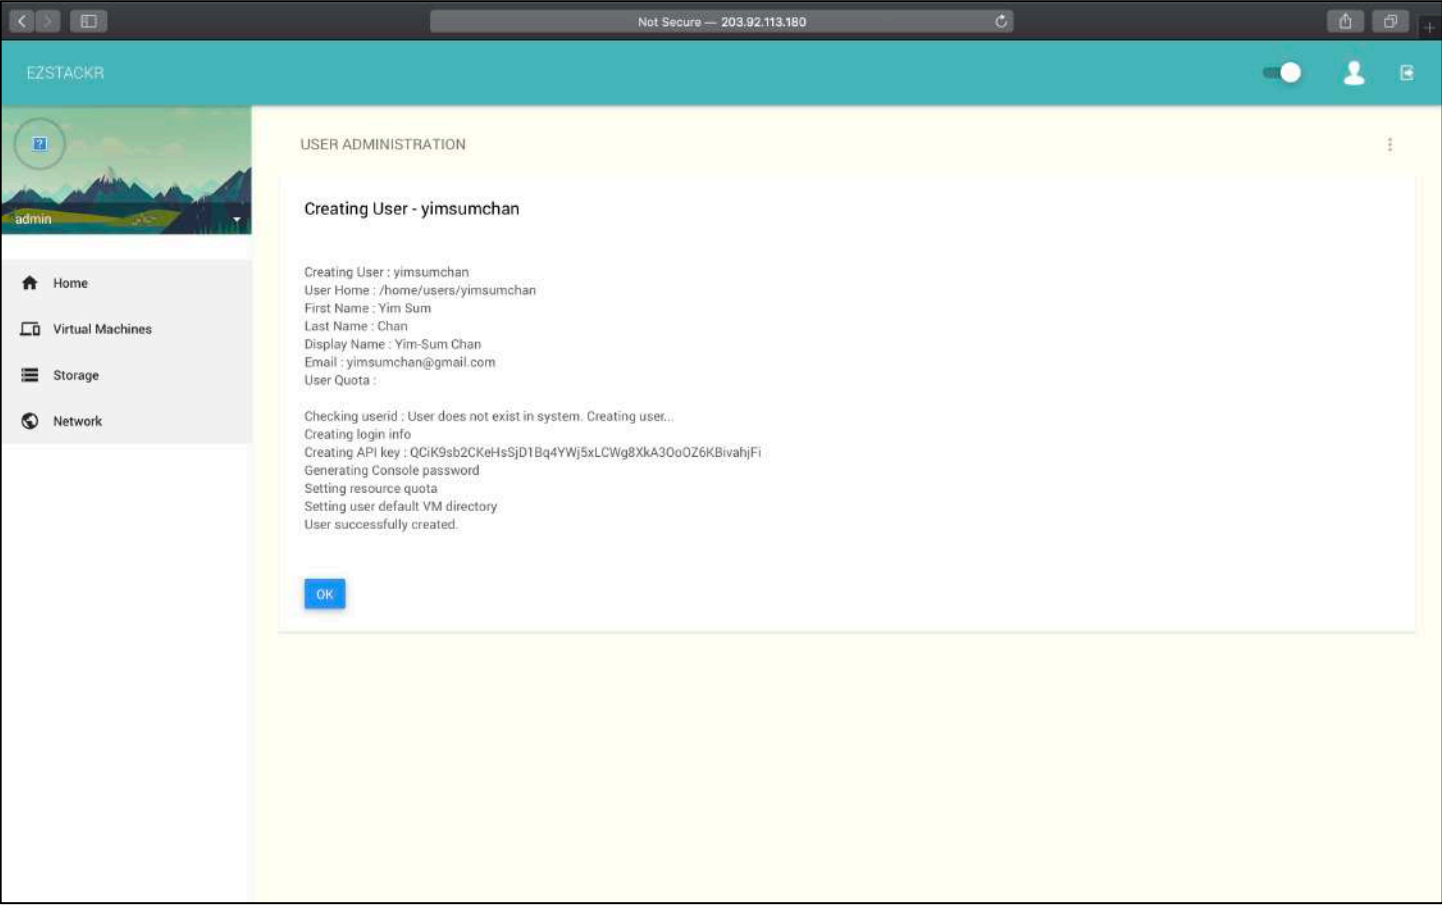 Not Secure — 203.92.113.180
EZSTACKR
admin
Home
Virtual Machines
Storage
Network
USER ADMINISTRATION
Creating User - yimsumchan
Creating User : yimsumchan
User Home : /home/users/yimsumchan
First Name : Yim Sum
Last Name : Chan
Display Name : Yim-Sum Chan
Email : yimsumchan@gmail.com
User Quota :
Checking userid : User does not exist in system. Creating user...
Creating login info
Creating API key : QCiK9sb2CKeHsSjD1Bq4YWj5xLCWg8XkA3OoOZ6KBivahjFi
Generating Console password
Setting resource quota
Setting user default VM directory
User successfully created.
OK